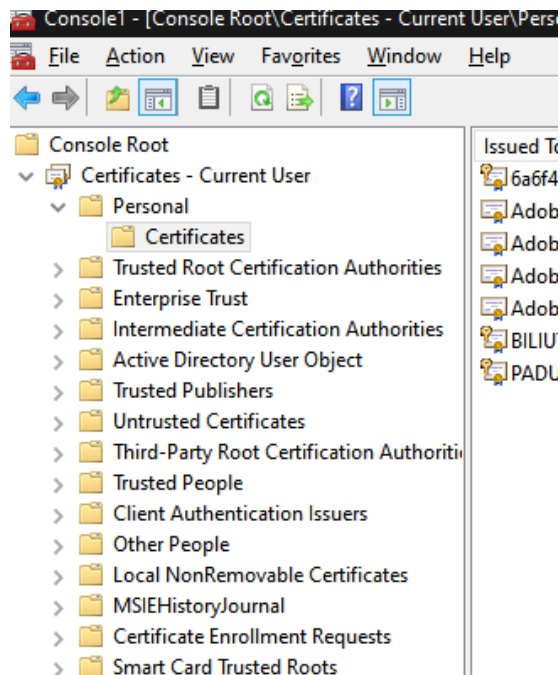 Console1 - [Console Root\Certificates - Current User\Perso
File Action View Favorites Window Help
Console Root
Certificates - Current User
Personal
Certificates
Trusted Root Certification Authorities
Enterprise Trust
Intermediate Certification Authorities
Active Directory User Object
Trusted Publishers
Untrusted Certificates
Third-Party Root Certification Authoriti
Trusted People
Client Authentication Issuers
Other People
Local NonRemovable Certificates
MSIEHistoryJournal
Certificate Enrollment Requests
Smart Card Trusted Roots
Issued To
6a6f4
Adob
Adob
Adob
Adob
BILIU
PADU